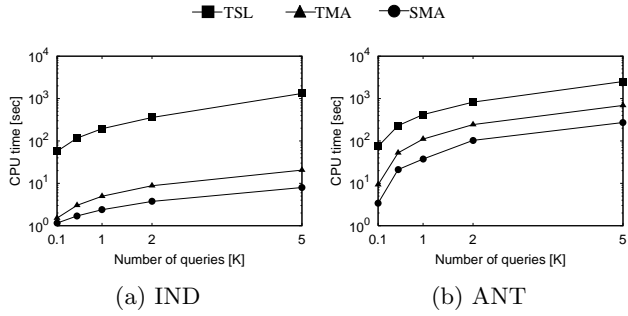 TSL TMA SMA
CPU time [sec]
10^4
10^3
10^2
10^1
10^0
0.1 1 2 5
Number of queries [K]
(a) IND
CPU time [sec]
10^4
10^3
10^2
10^1
10^0
0.1 1 2 5
Number of queries [K]
(b) ANT